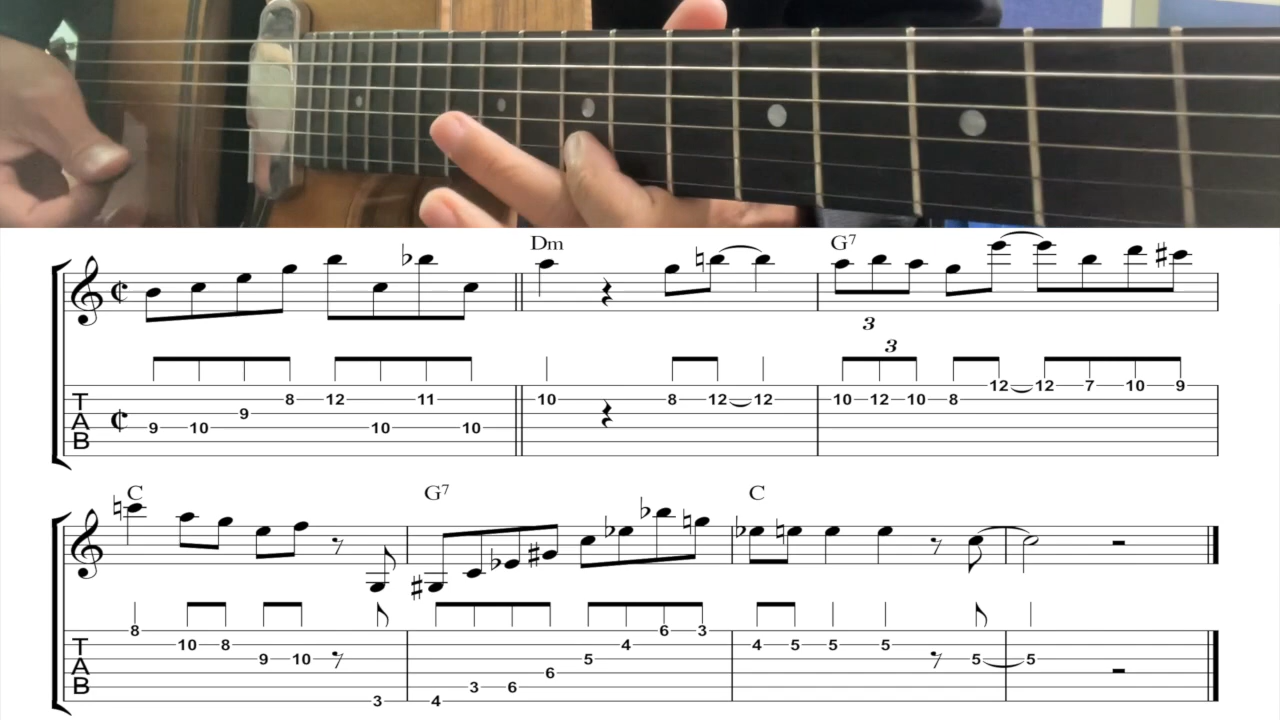 Dm G7
3
3
12 12 7 10 9
T 8 12 11 10 8 12 12 10 12 10 8
A 9
9 10 10 10
B
C G7 C
8 6 3
T 10 8 4 4 5 5 5
A 9 10 5 5 5
6
B 3 6
3 4